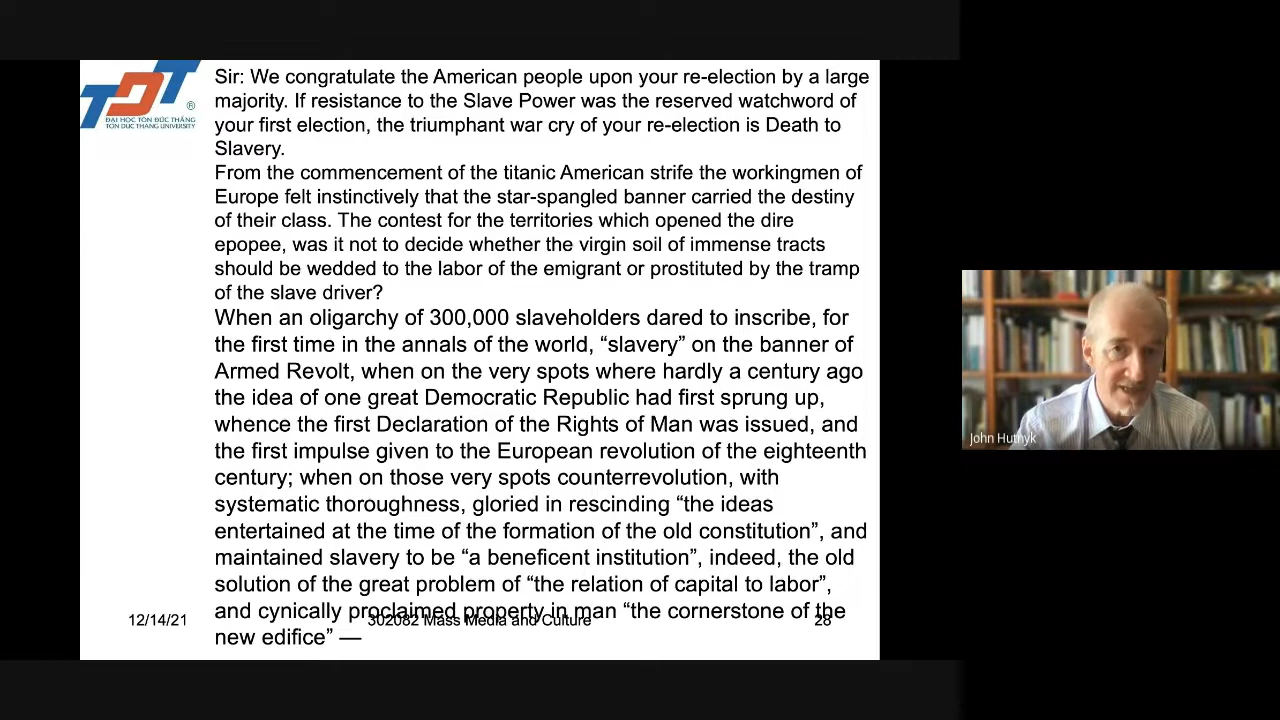 TDT
®
ĐẠI HỌC TÔN ĐỨC THẮNG
TON DUC THANG UNIVERSITY
Sir: We congratulate the American people upon your re-election by a large
majority. If resistance to the Slave Power was the reserved watchword of
your first election, the triumphant war cry of your re-election is Death to
Slavery.
From the commencement of the titanic American strife the workingmen of
Europe felt instinctively that the star-spangled banner carried the destiny
of their class. The contest for the territories which opened the dire
epopee, was it not to decide whether the virgin soil of immense tracts
should be wedded to the labor of the emigrant or prostituted by the tramp
of the slave driver?
When an oligarchy of 300,000 slaveholders dared to inscribe, for
the first time in the annals of the world, “slavery” on the banner of
Armed Revolt, when on the very spots where hardly a century ago
the idea of one great Democratic Republic had first sprung up,
whence the first Declaration of the Rights of Man was issued, and
the first impulse given to the European revolution of the eighteenth
century; when on those very spots counterrevolution, with
systematic thoroughness, gloried in rescinding “the ideas
entertained at the time of the formation of the old constitution”, and
maintained slavery to be “a beneficent institution”, indeed, the old
solution of the great problem of “the relation of capital to labor”,
and cynically proclaimed property in man “the cornerstone of the
new edifice” —
12/14/21
302082 Mass Media and Culture
28
John Hutnyk